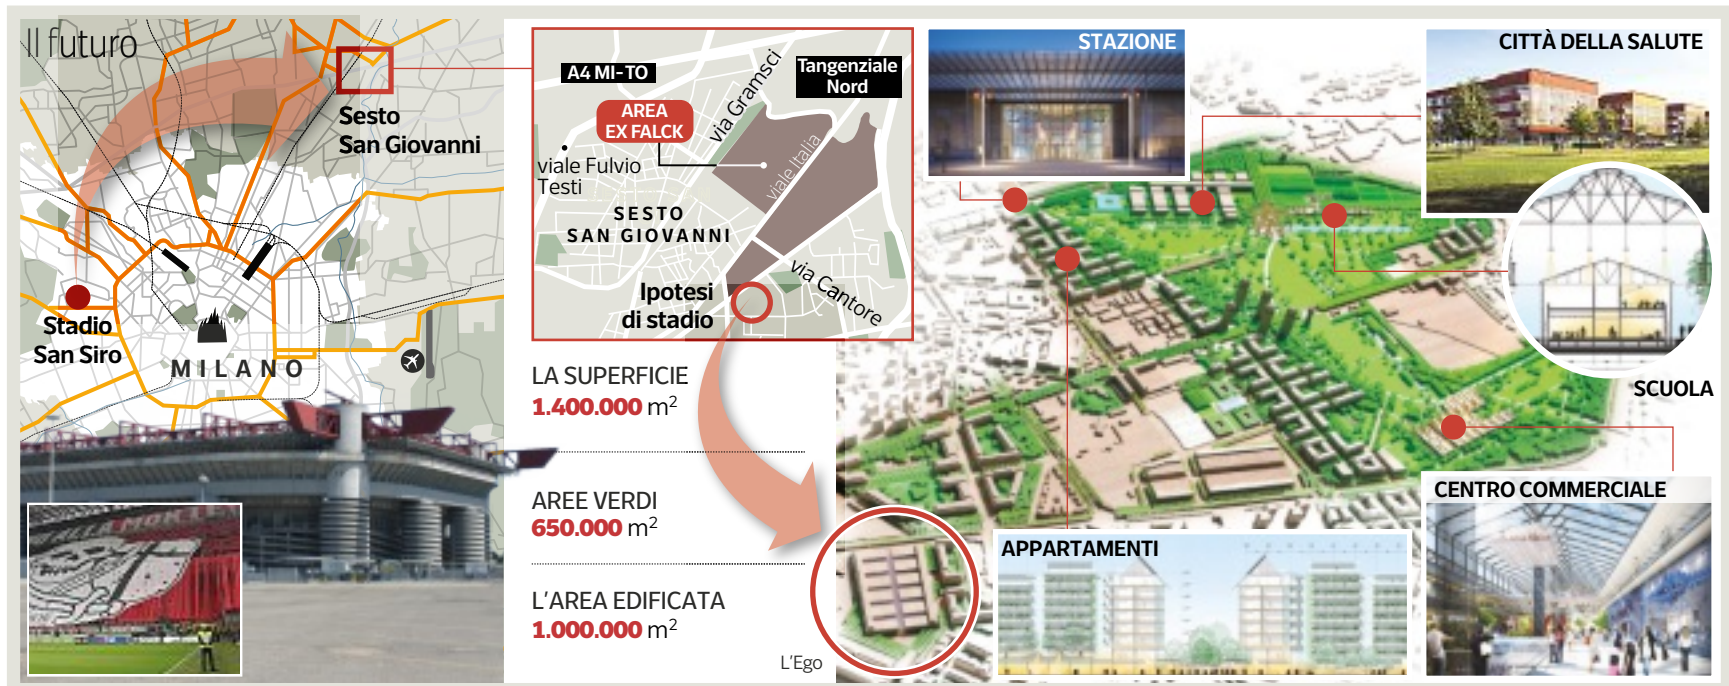 Il futuro
Sesto
San Giovanni
Stadio
San Siro
MILANO
A4 MI-TO
Tangenziale
Nord
AREA
EX FALCK
via Gramsci
viale Italia
viale Fulvio
Testi
SESTO
SAN GIOVANNI
via Cantore
Ipotesi
di stadio
LA SUPERFICIE
1.400.000 m²
AREE VERDI
650.000 m²
L'AREA EDIFICATA
1.000.000 m²
L'Ego
STAZIONE
CITTÀ DELLA SALUTE
SCUOLA
APPARTAMENTI
CENTRO COMMERCIALE